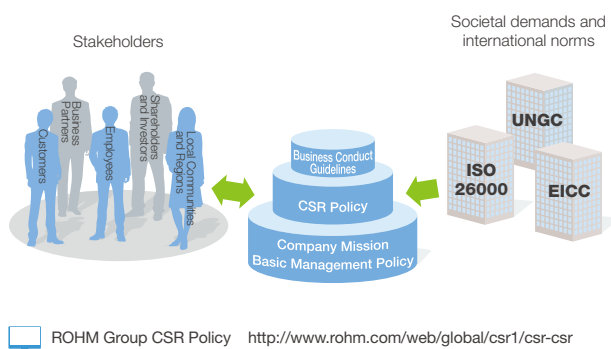 Stakeholders
Societal demands and
international norms
Customers
Business
Partners
Employees
Shareholders
and Investors
Local Communities
and Regions
Business Conduct
Guidelines
CSR Policy
Company Mission
Basic Management Policy
UNGC
ISO
26000
EICC
ROHM Group CSR Policy http://www.rohm.com/web/global/csr1/csr-csr